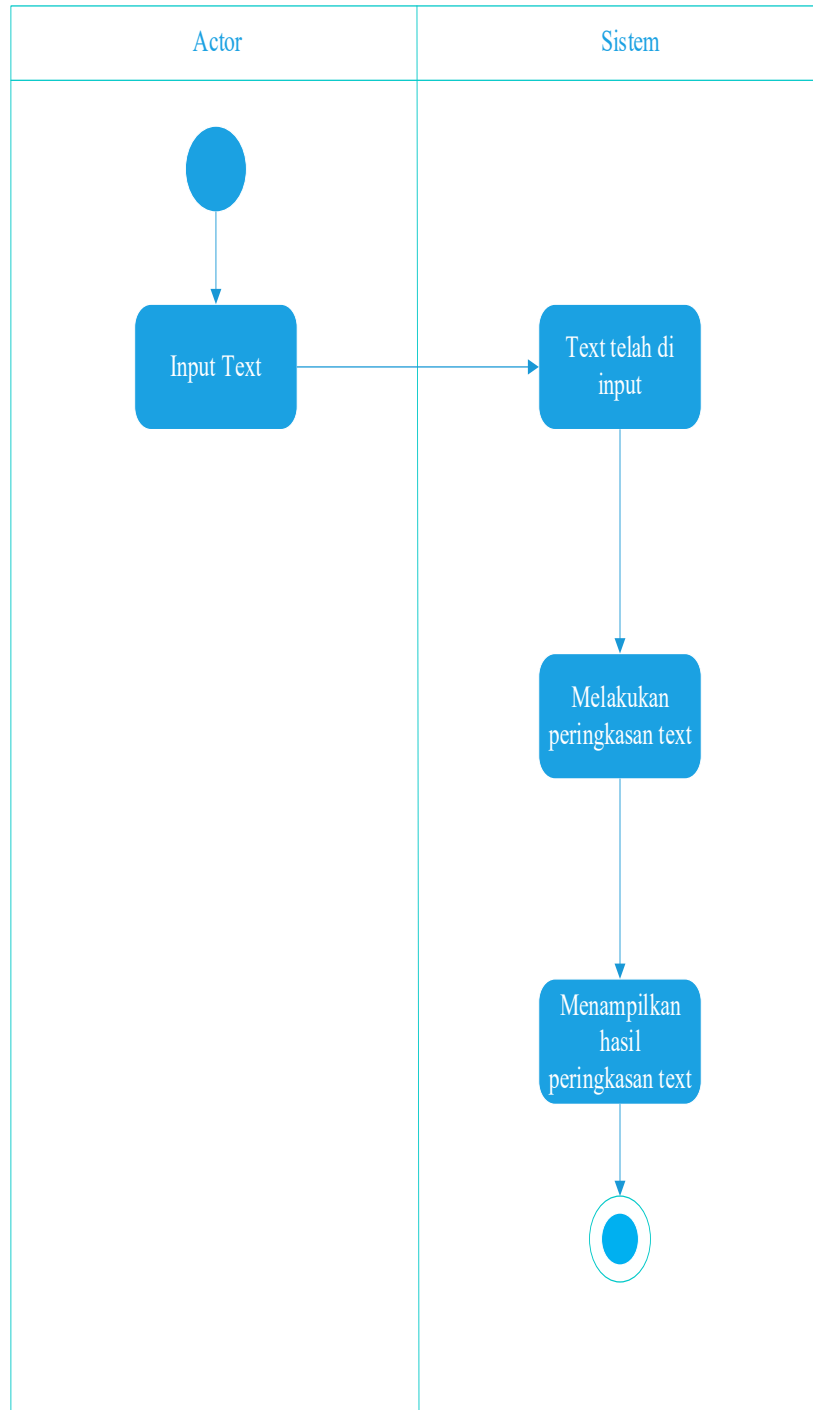 Actor
Sistem
Input Text
Text telah di
input
Melakukan
peringkasan text
Menampilkan
hasil
peringkasan text